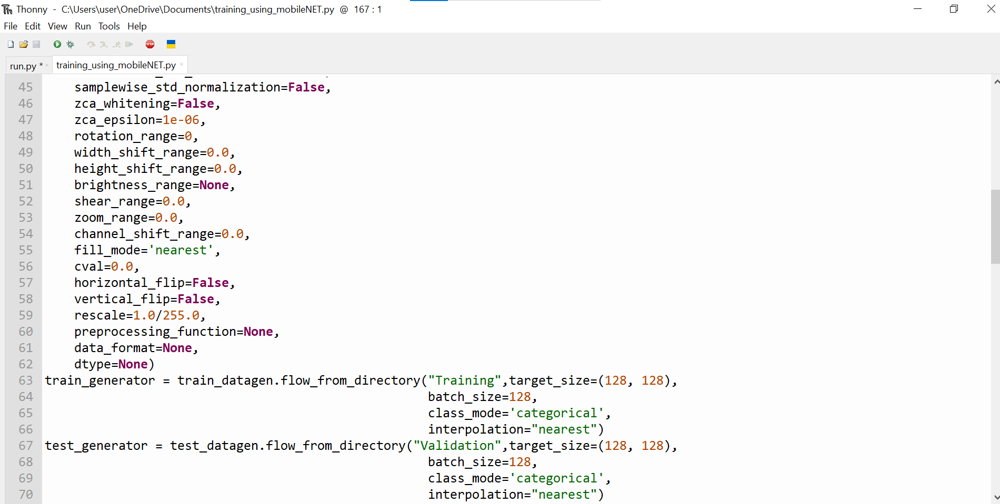 Thonny - C:\Users\user\OneDrive\Documents\training_using_mobileNET.py @ 167 : 1
File Edit View Run Tools Help
STOP
run.py * × training_using_mobileNET.py ×
45 samplewise_std_normalization=False,
46 zca_whitening=False,
47 zca_epsilon=1e-06,
48 rotation_range=0,
49 width_shift_range=0.0,
50 height_shift_range=0.0,
51 brightness_range=None,
52 shear_range=0.0,
53 zoom_range=0.0,
54 channel_shift_range=0.0,
55 fill_mode='nearest',
56 cval=0.0,
57 horizontal_flip=False,
58 vertical_flip=False,
59 rescale=1.0/255.0,
60 preprocessing_function=None,
61 data_format=None,
62 dtype=None)
63 train_generator = train_datagen.flow_from_directory("Training",target_size=(128, 128),
64 batch_size=128,
65 class_mode='categorical',
66 interpolation="nearest")
67 test_generator = test_datagen.flow_from_directory("Validation",target_size=(128, 128),
68 batch_size=128,
69 class_mode='categorical',
70 interpolation="nearest")